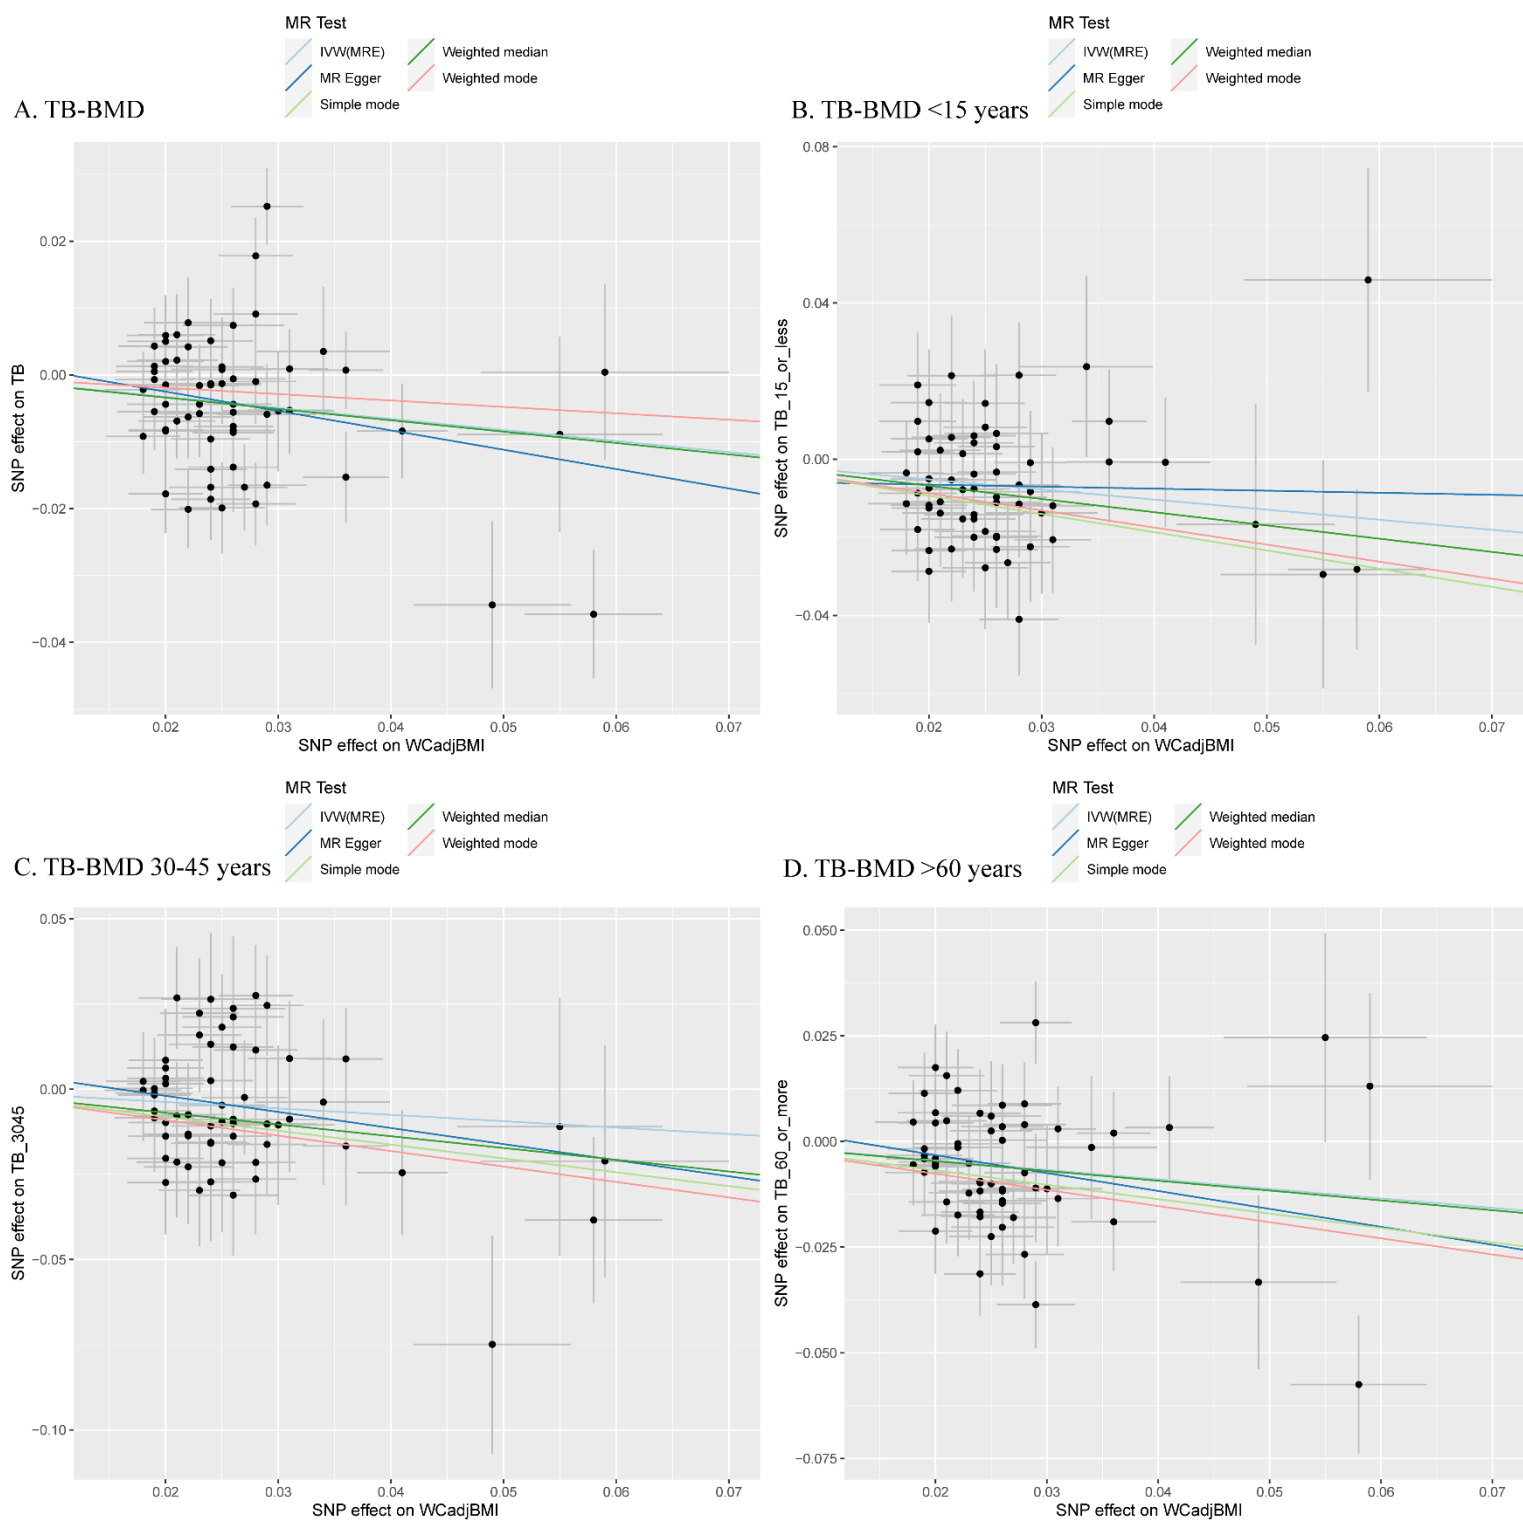 MR Test
IVW(MRE) Weighted median
MR Egger Weighted mode
Simple mode
A. TB-BMD
0.02
0.00
−0.02
−0.04
SNP effect on TB
0.02 0.03 0.04 0.05 0.06 0.07
SNP effect on WCadjBMI
MR Test
IVW(MRE) Weighted median
MR Egger Weighted mode
Simple mode
B. TB-BMD <15 years
0.08
0.04
0.00
−0.04
SNP effect on TB_15_or_less
0.02 0.03 0.04 0.05 0.06 0.07
SNP effect on WCadjBMI
MR Test
IVW(MRE) Weighted median
MR Egger Weighted mode
Simple mode
C. TB-BMD 30-45 years
0.05
0.00
−0.05
−0.10
SNP effect on TB_3045
0.02 0.03 0.04 0.05 0.06 0.07
SNP effect on WCadjBMI
MR Test
IVW(MRE) Weighted median
MR Egger Weighted mode
Simple mode
D. TB-BMD >60 years
0.050
0.025
0.000
−0.025
−0.050
−0.075
SNP effect on TB_60_or_more
0.02 0.03 0.04 0.05 0.06 0.07
SNP effect on WCadjBMI